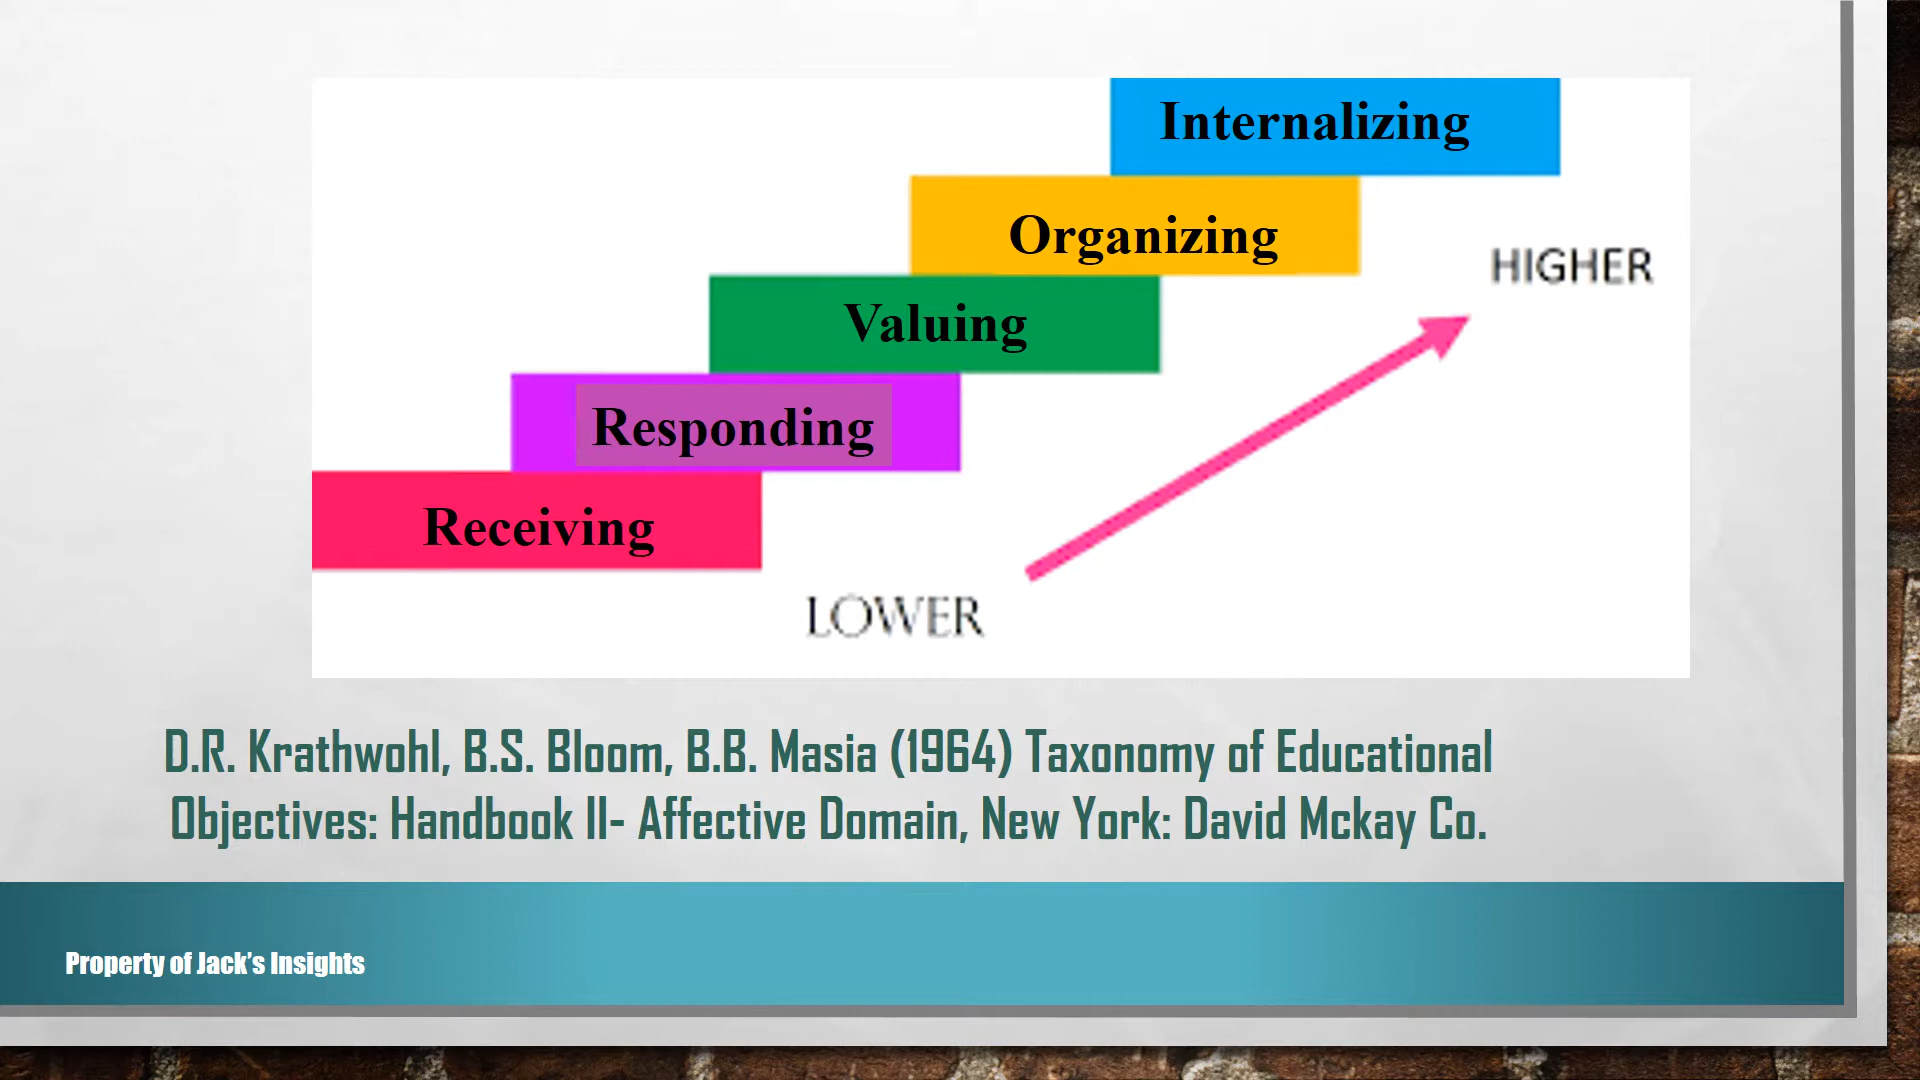 Internalizing
Organizing
HIGHER
Valuing
Responding
Receiving
LOWER
D.R. Krathwohl, B.S. Bloom, B.B. Masia (1964) Taxonomy of Educational
Objectives: Handbook II- Affective Domain, New York: David Mckay Co.
Property of Jack’s Insights